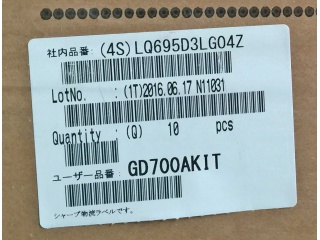 社内品番: (4S)LQ695D3LG04Z
LotNo. : (1T)2016.06.17 N11031
Quantity : (Q) 10 pcs
ユーザー品番: GD700AKIT
シャープ物流ラベルです。